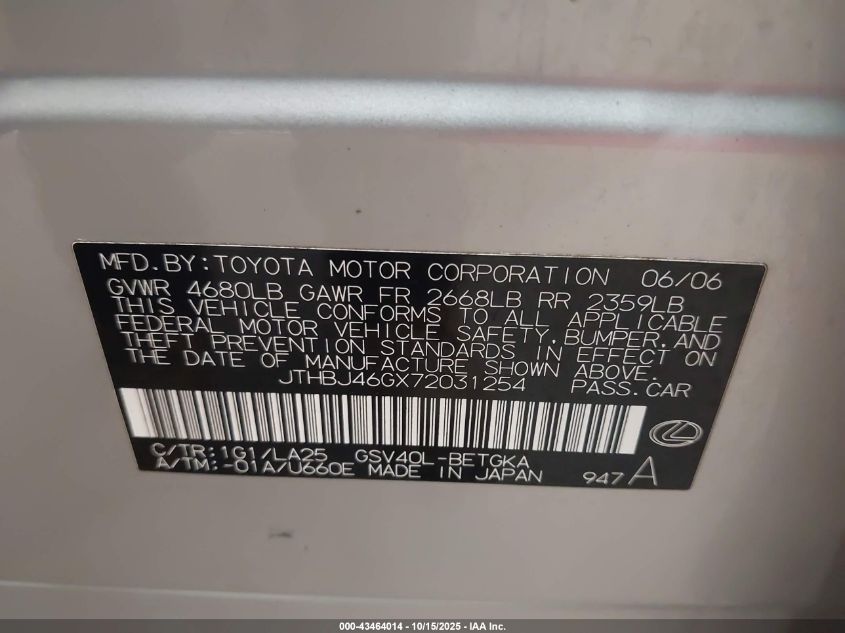 MFD.BY:TOYOTA MOTOR CORPORATION 06/06
GVWR 4680LB GAWR FR 2668LB RR 2359LB
THIS VEHICLE CONFORMS TO ALL APPLICABLE
FEDERAL MOTOR VEHICLE SAFETY,BUMPER,AND
THEFT PREVENTION STANDARDS IN EFFECT ON
THE DATE OF MANUFACTURE SHOWN ABOVE.
JTHBJ46GX72031254 PASS.CAR
C/TR:1G1/LA25 GSV40L-BETGKA
A/TM:-01A/U660E MADE IN JAPAN 947A
000-43464014 - 10/15/2025 - IAA Inc.